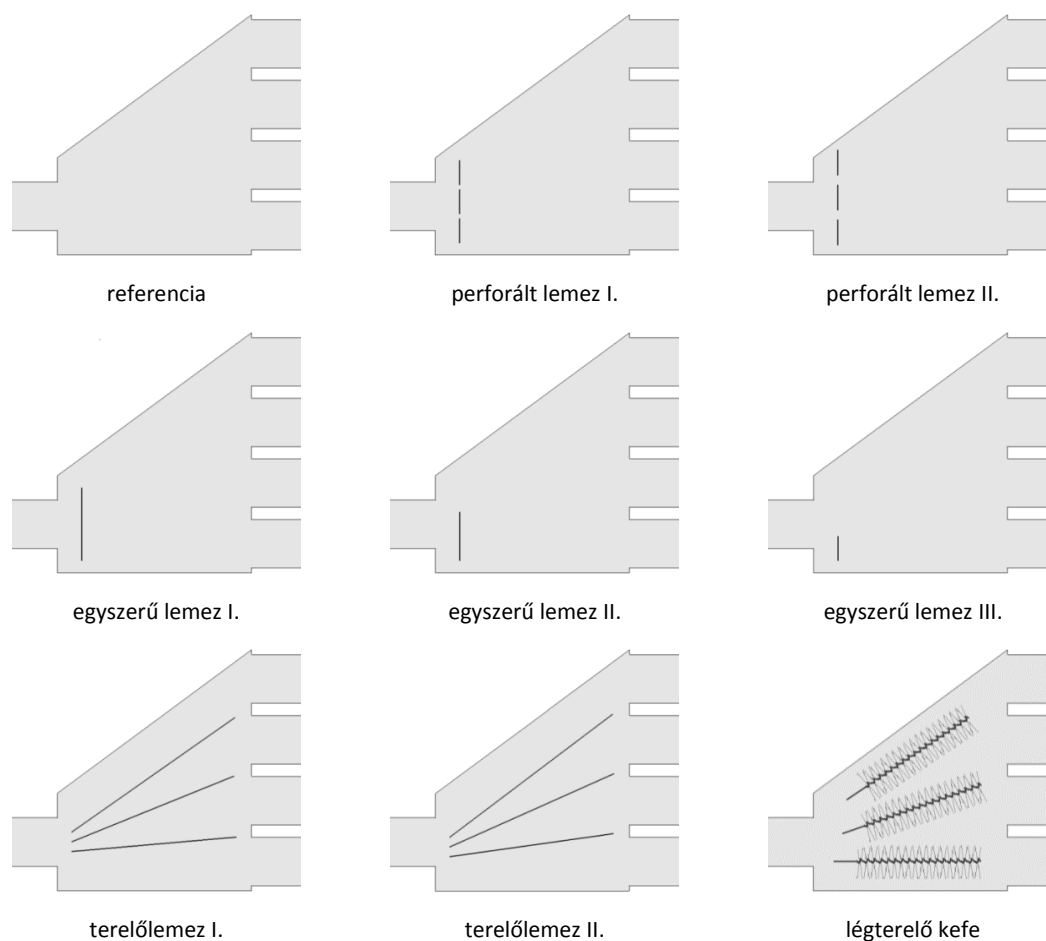 referencia
perforált lemez I.
perforált lemez II.
egyszerű lemez I.
egyszerű lemez II.
egyszerű lemez III.
terelőlemez I.
terelőlemez II.
légterelő kefe